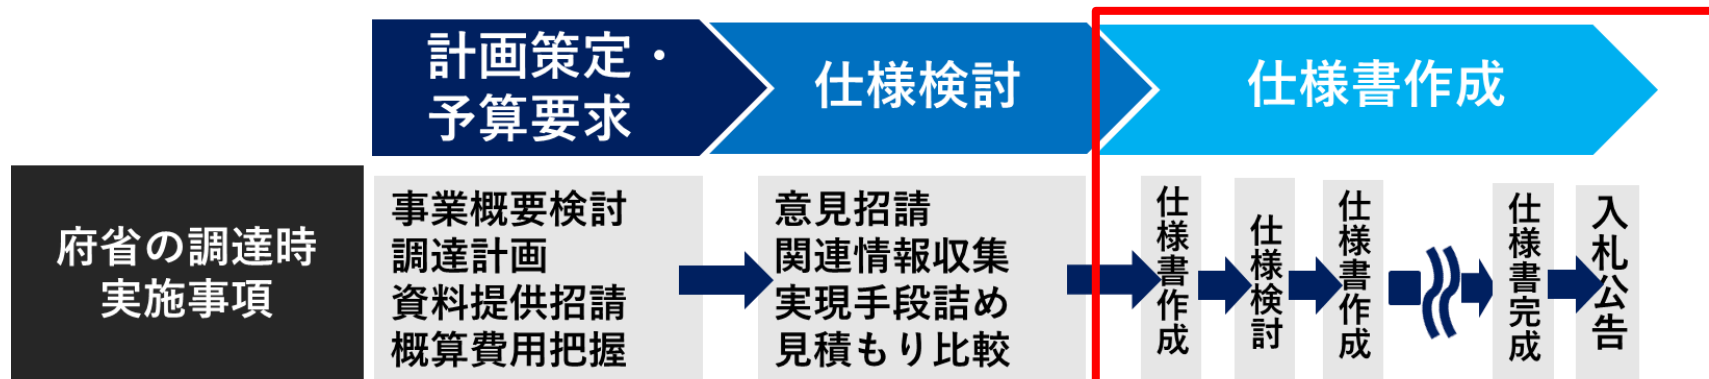 計画策定・
予算要求
仕様検討
仕様書作成
府省の調達時
実施事項
事業概要検討
調達計画
資料提供招請
概算費用把握
意見招請
関連情報収集
実現手段詰め
見積もり比較
仕様書作成
仕様検討
仕様書作成
仕様書完成
入札公告